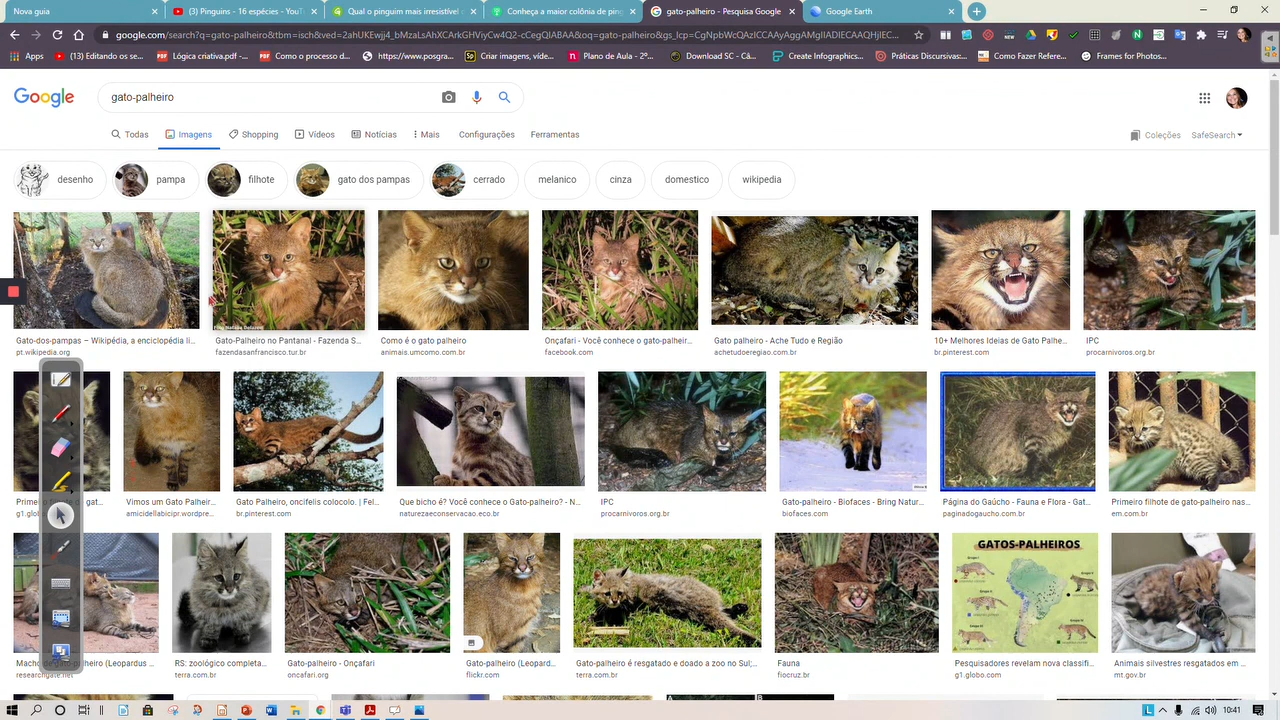 Nova guia
(3) Pinguins - 16 espécies - YouT
Qual o pinguim mais irresistível
Conheça a maior colônia de ping
gato-palheiro - Pesquisa Google
Google Earth
google.com/search?q=gato-palheiro&tbm=isch&ved=2ahUKEwjj4_bMzaLsAhXCArkGHViyCw4Q2-cCegQIABAA&oq=gato-palheiro&gs_lcp=CgNpbWcQAzICCAAyAggAMgIIADIECAAQHjIEC...
Apps
(13) Editando os se...
Lógica criativa.pdf -...
Como o processo d...
https://www.posgra...
Criar imagens, víde...
Plano de Aula - 2º...
Download SC - Câ...
Create Infographics...
Práticas Discursivas...
Como Fazer Refere...
Frames for Photos...
Google
gato-palheiro
Todas
Imagens
Shopping
Vídeos
Notícias
Mais
Configurações
Ferramentas
Coleções
SafeSearch
desenho
pampa
filhote
gato dos pampas
cerrado
melanico
cinza
domestico
wikipedia
Gato-dos-pampas – Wikipédia, a enciclopédia li...
pt.wikipedia.org
Gato-Palheiro no Pantanal - Fazenda S...
fazendasanfrancisco.tur.br
Como é o gato palheiro
animais.umcomo.com.br
Onçafari - Você conhece o gato-palheir...
facebook.com
Gato palheiro - Ache Tudo e Região
achetudoeregiao.com.br
10+ Melhores Ideias de Gato Palhe...
br.pinterest.com
IPC
procarnivoros.org.br
gat...
g1.glob
Vimos um Gato Palheir...
amicidellabicipr.wordpre...
Gato Palheiro, oncifelis colocolo. | Fel...
br.pinterest.com
Que bicho é? Você conhece o Gato-palheiro? - N...
naturezaeconservacao.eco.br
IPC
procarnivoros.org.br
Gato-palheiro - Biofaces - Bring Natur...
biofaces.com
Página do Gaúcho - Fauna e Flora - Gat...
paginadogaucho.com.br
Primeiro filhote de gato-palheiro nas...
em.com.br
GATOS-PALHEIROS
Macho de gato-palheiro (Leopardus ...
researchgate.net
RS: zoológico completa...
terra.com.br
Gato-palheiro - Onçafari
oncafari.org
Gato-palheiro (Leopard...
flickr.com
Gato-palheiro é resgatado e doado a zoo no Sul;...
terra.com.br
Fauna
fiocruz.br
Pesquisadores revelam nova classifi...
g1.globo.com
Animais silvestres resgatados em ...
mt.gov.br
10:41